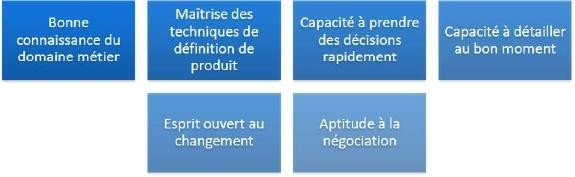 Bonne
connaissance du
domaine métier
Maîtrise des
techniques de
définition de
produit
Capacité à prendre
des décisions
rapidement
Capacité à détailler
au bon moment
Esprit ouvert au
changement
Aptitude à la
négociation